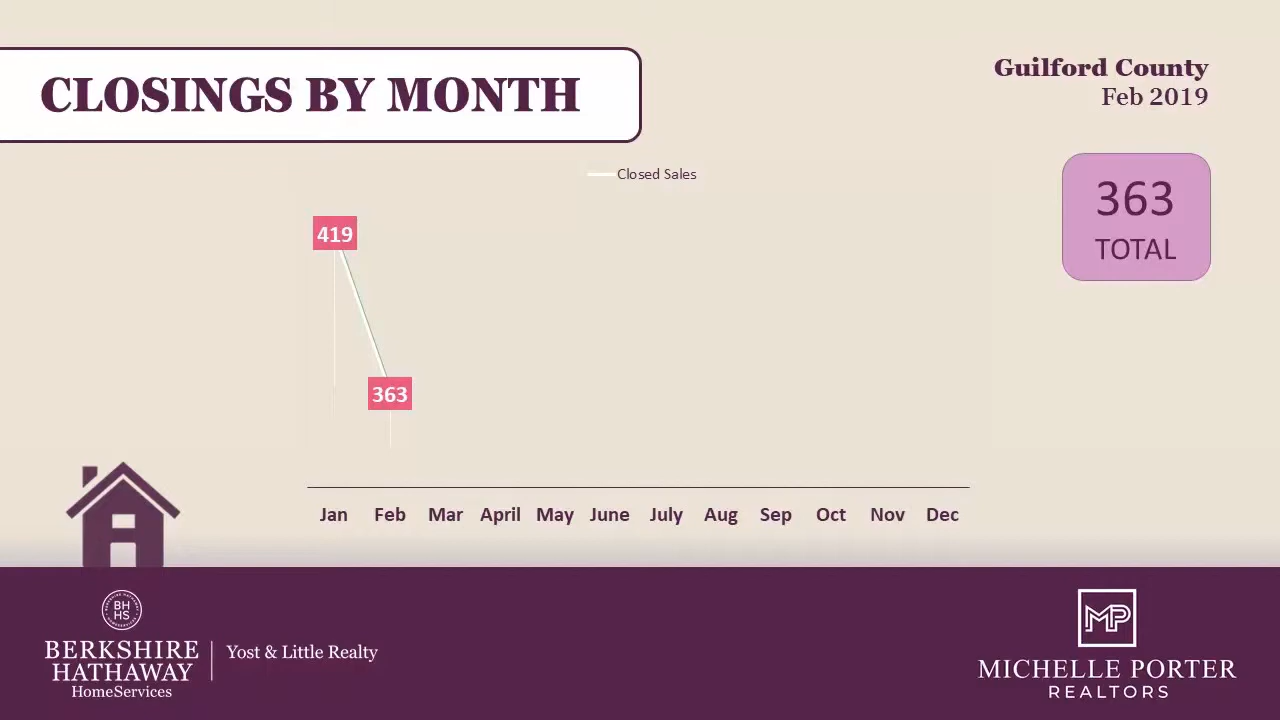 CLOSINGS BY MONTH
Guilford County
Feb 2019
363
TOTAL
Closed Sales
419
363
Jan Feb Mar April May June July Aug Sep Oct Nov Dec
BH
HS
BERKSHIRE
HATHAWAY
HomeServices
Yost & Little Realty
MP
MICHELLE PORTER
REALTORS